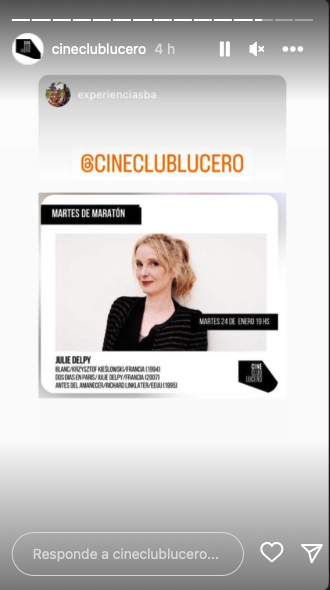 cineclublucero 4 h
experienciasba
@CINECLUBLUCERO
MARTES DE MARATÓN
MARTES 24 DE ENERO 19 HS
JULIE DELPY
BLANC/KRZYSZTOF KIEŚLOWSKI/FRANCIA (1994)
DOS DIAS EN PARIS/JULIE DELPY/FRANCIA (2007)
ANTES DEL AMANECER/RICHARD LINKLATER/EEUU (1995)
CINE
CLUB
LUCERO
Responde a cineclublucero...